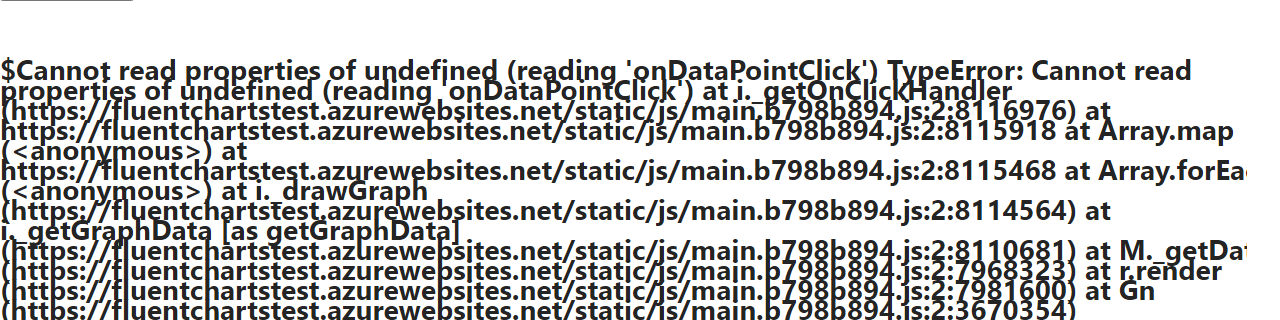 $Cannot read properties of undefined (reading 'onDataPointClick') TypeError: Cannot read
properties of undefined (reading 'onDataPointClick') at i._getOnClickHandler
(https://fluentchartstest.azurewebsites.net/static/js/main.b798b894.js:2:8116976) at
https://fluentchartstest.azurewebsites.net/static/js/main.b798b894.js:2:8115918 at Array.map
(<anonymous>) at
https://fluentchartstest.azurewebsites.net/static/js/main.b798b894.js:2:8115468 at Array.forEac
(<anonymous>) at i._drawGraph
(https://fluentchartstest.azurewebsites.net/static/js/main.b798b894.js:2:8114564) at
i._getGraphData [as getGraphData]
(https://fluentchartstest.azurewebsites.net/static/js/main.b798b894.js:2:8110681) at M._getDat
(https://fluentchartstest.azurewebsites.net/static/js/main.b798b894.js:2:7968323) at r.render
(https://fluentchartstest.azurewebsites.net/static/js/main.b798b894.js:2:7981600) at Gn
(https://fluentchartstest.azurewebsites.net/static/js/main.b798b894.js:2:3670354)